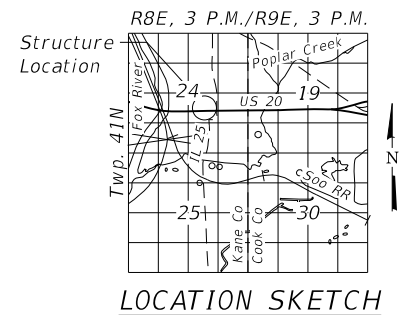 R8E, 3 P.M./R9E, 3 P.M.
Structure
Location
Poplar Creek
24
19
US 20
Fox River
Twp. 41N
IL 25
N
cSoo RR
25
30
Kane Co
Cook Co
LOCATION SKETCH